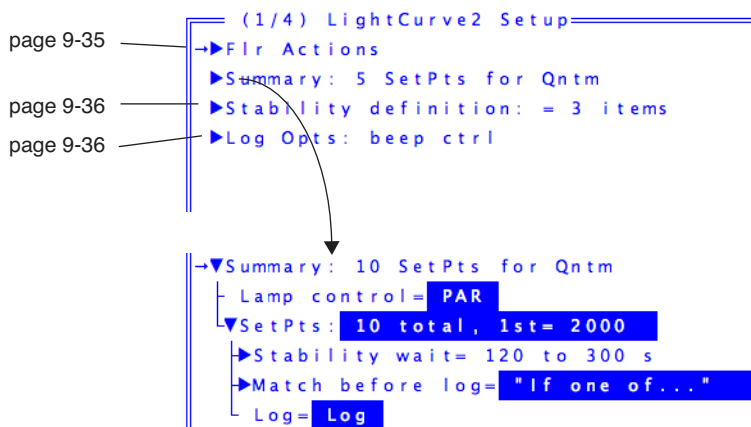 (1/4) LightCurve2 Setup
page 9-35
→▶Flr Actions
▶Summary: 5 SetPts for Qntm
page 9-36
▶Stability definition: = 3 items
page 9-36
▶Log Opts: beep ctrl
→▼Summary: 10 SetPts for Qntm
Lamp control= PAR
▼SetPts: 10 total, 1st= 2000
▶Stability wait= 120 to 300 s
▶Match before log= "If one of..."
Log= Log